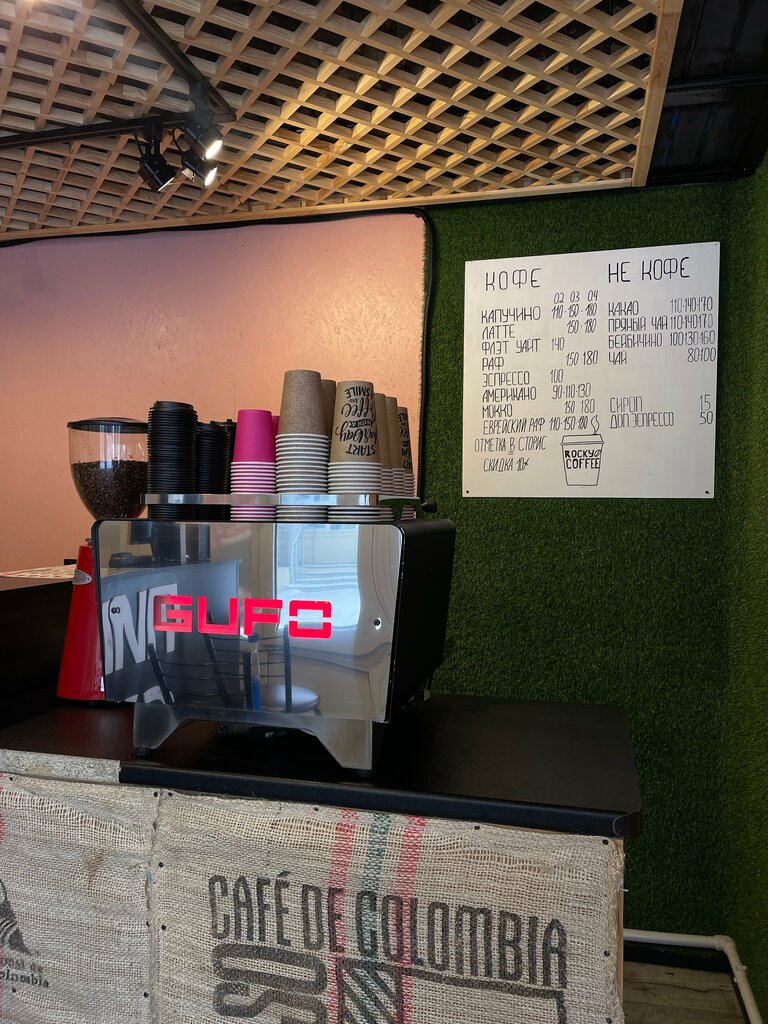 КОФЕ
0.2 0.3 0.4
КАПУЧИНО 110·150·180
ЛАТТЕ 150·180
ФЛЭТ УАЙТ 140
РАФ 150 180
ЭСПРЕССО 100
АМЕРИКАНО 90·110·130
МОККО 150 180
ЕВРЕЙСКИЙ РАФ 110·150·180
ОТМЕТКА В СТОРИС
СКИДКА 10%
НЕ КОФЕ
КАКАО 110·140·170
ПРЯНЫЙ ЧАЙ 110·140·170
БЕЙБИЧИНО 100·130·160
ЧАЙ 80·100
СИРОП 15
ДОП.ЭСПРЕССО 50
ROCKY
COFFEE
START
COFFEE
SMILE
GUFO
CAFÉ DE COLOMBIA